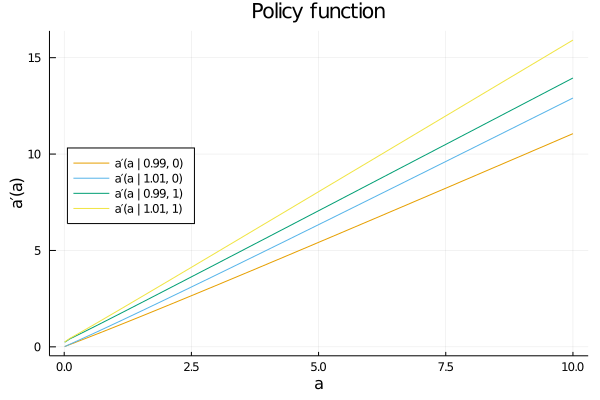 Policy function
15
10
5
0
a′(a)
a′(a | 0.99, 0)
a′(a | 1.01, 0)
a′(a | 0.99, 1)
a′(a | 1.01, 1)
0.0 2.5 5.0 7.5 10.0
a